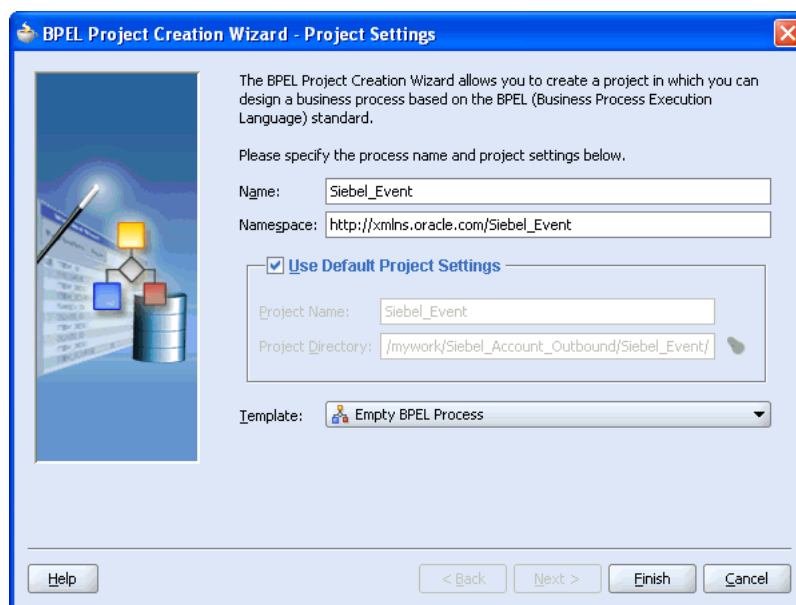 BPEL Project Creation Wizard - Project Settings
The BPEL Project Creation Wizard allows you to create a project in which you can
design a business process based on the BPEL (Business Process Execution
Language) standard.
Please specify the process name and project settings below.
Name: Siebel_Event
Namespace: http://xmlns.oracle.com/Siebel_Event
Use Default Project Settings
Project Name: Siebel_Event
Project Directory: /mywork/Siebel_Account_Outbound/Siebel_Event/
Template: Empty BPEL Process
Help < Back Next > Finish Cancel